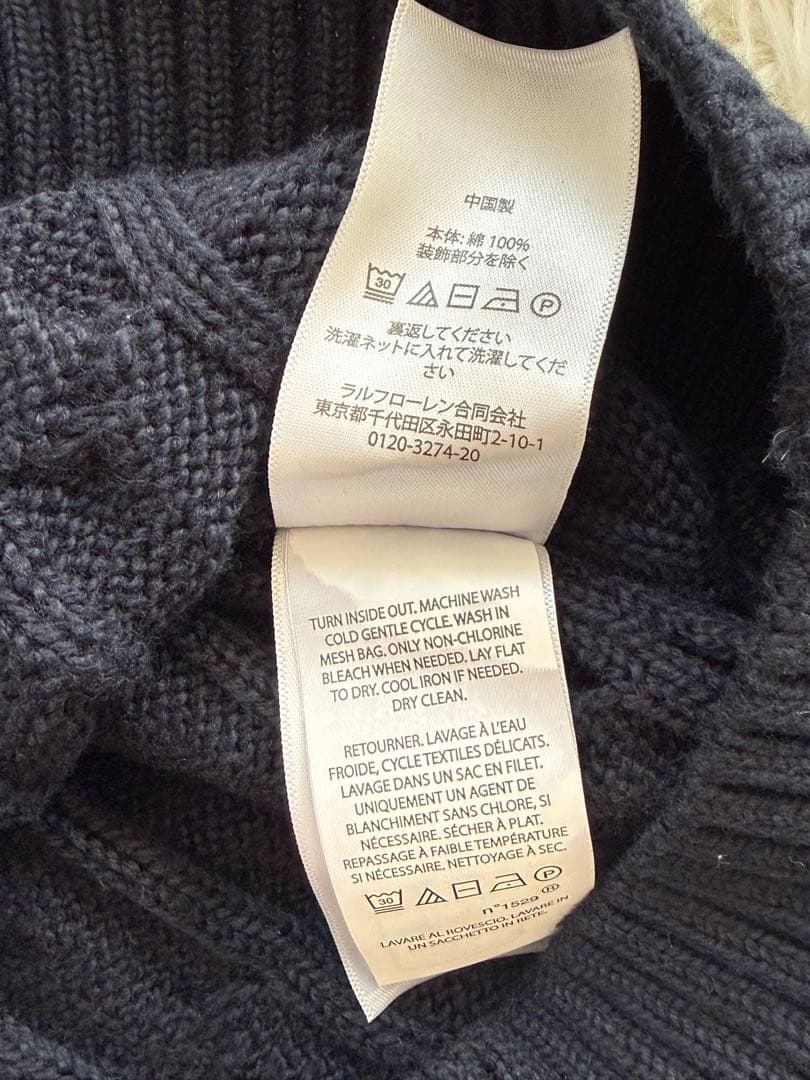 中国製
本体: 綿 100%
装飾部分を除く
30 P
裏返してください
洗濯ネットに入れて洗濯してくだ
さい
ラルフローレン合同会社
東京都千代田区永田町2-10-1
0120-3274-20
TURN INSIDE OUT. MACHINE WASH
COLD GENTLE CYCLE. WASH IN
MESH BAG. ONLY NON-CHLORINE
BLEACH WHEN NEEDED. LAY FLAT
TO DRY. COOL IRON IF NEEDED.
DRY CLEAN.
RETOURNER. LAVAGE À L'EAU
FROIDE, CYCLE TEXTILES DÉLICATS.
LAVAGE DANS UN SAC EN FILET.
UNIQUEMENT UN AGENT DE
BLANCHIMENT SANS CHLORE, SI
NÉCESSAIRE. SÉCHER À PLAT.
REPASSAGE À FAIBLE TEMPÉRATURE
SI NÉCESSAIRE. NETTOYAGE À SEC.
30 P
n°1529 ®
LAVARE AL ROVESCIO. LAVARE IN
UN SACCHETTO IN RETE.